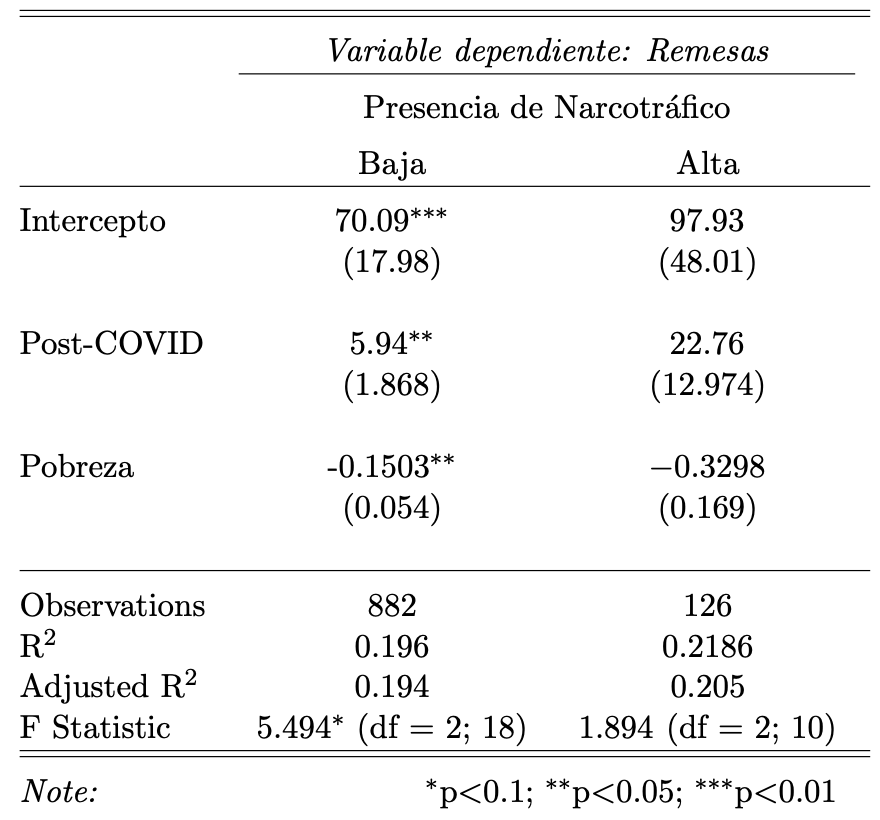 Variable dependiente: Remesas
Presencia de Narcotráfico
Baja Alta
Intercepto 70.09*** 97.93
(17.98) (48.01)
Post-COVID 5.94** 22.76
(1.868) (12.974)
Pobreza -0.1503** −0.3298
(0.054) (0.169)
Observations 882 126
R² 0.196 0.2186
Adjusted R² 0.194 0.205
F Statistic 5.494* (df = 2; 18) 1.894 (df = 2; 10)
Note: *p<0.1; **p<0.05; ***p<0.01